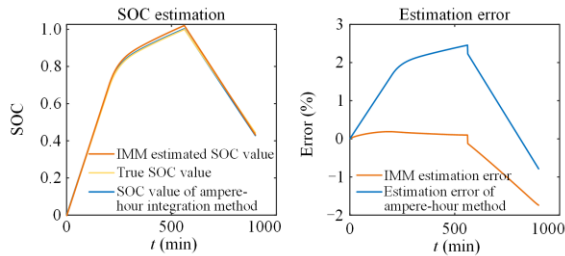 SOC estimation
1.0
0.8
0.6
0.4
0.2
0
SOC
IMM estimated SOC value
True SOC value
SOC value of ampere-
hour integration method
0
500
1000
t (min)
Estimation error
3
2
1
0
−1
−2
Error (%)
IMM estimation error
Estimation error of
ampere-hour method
0
500
1000
t (min)